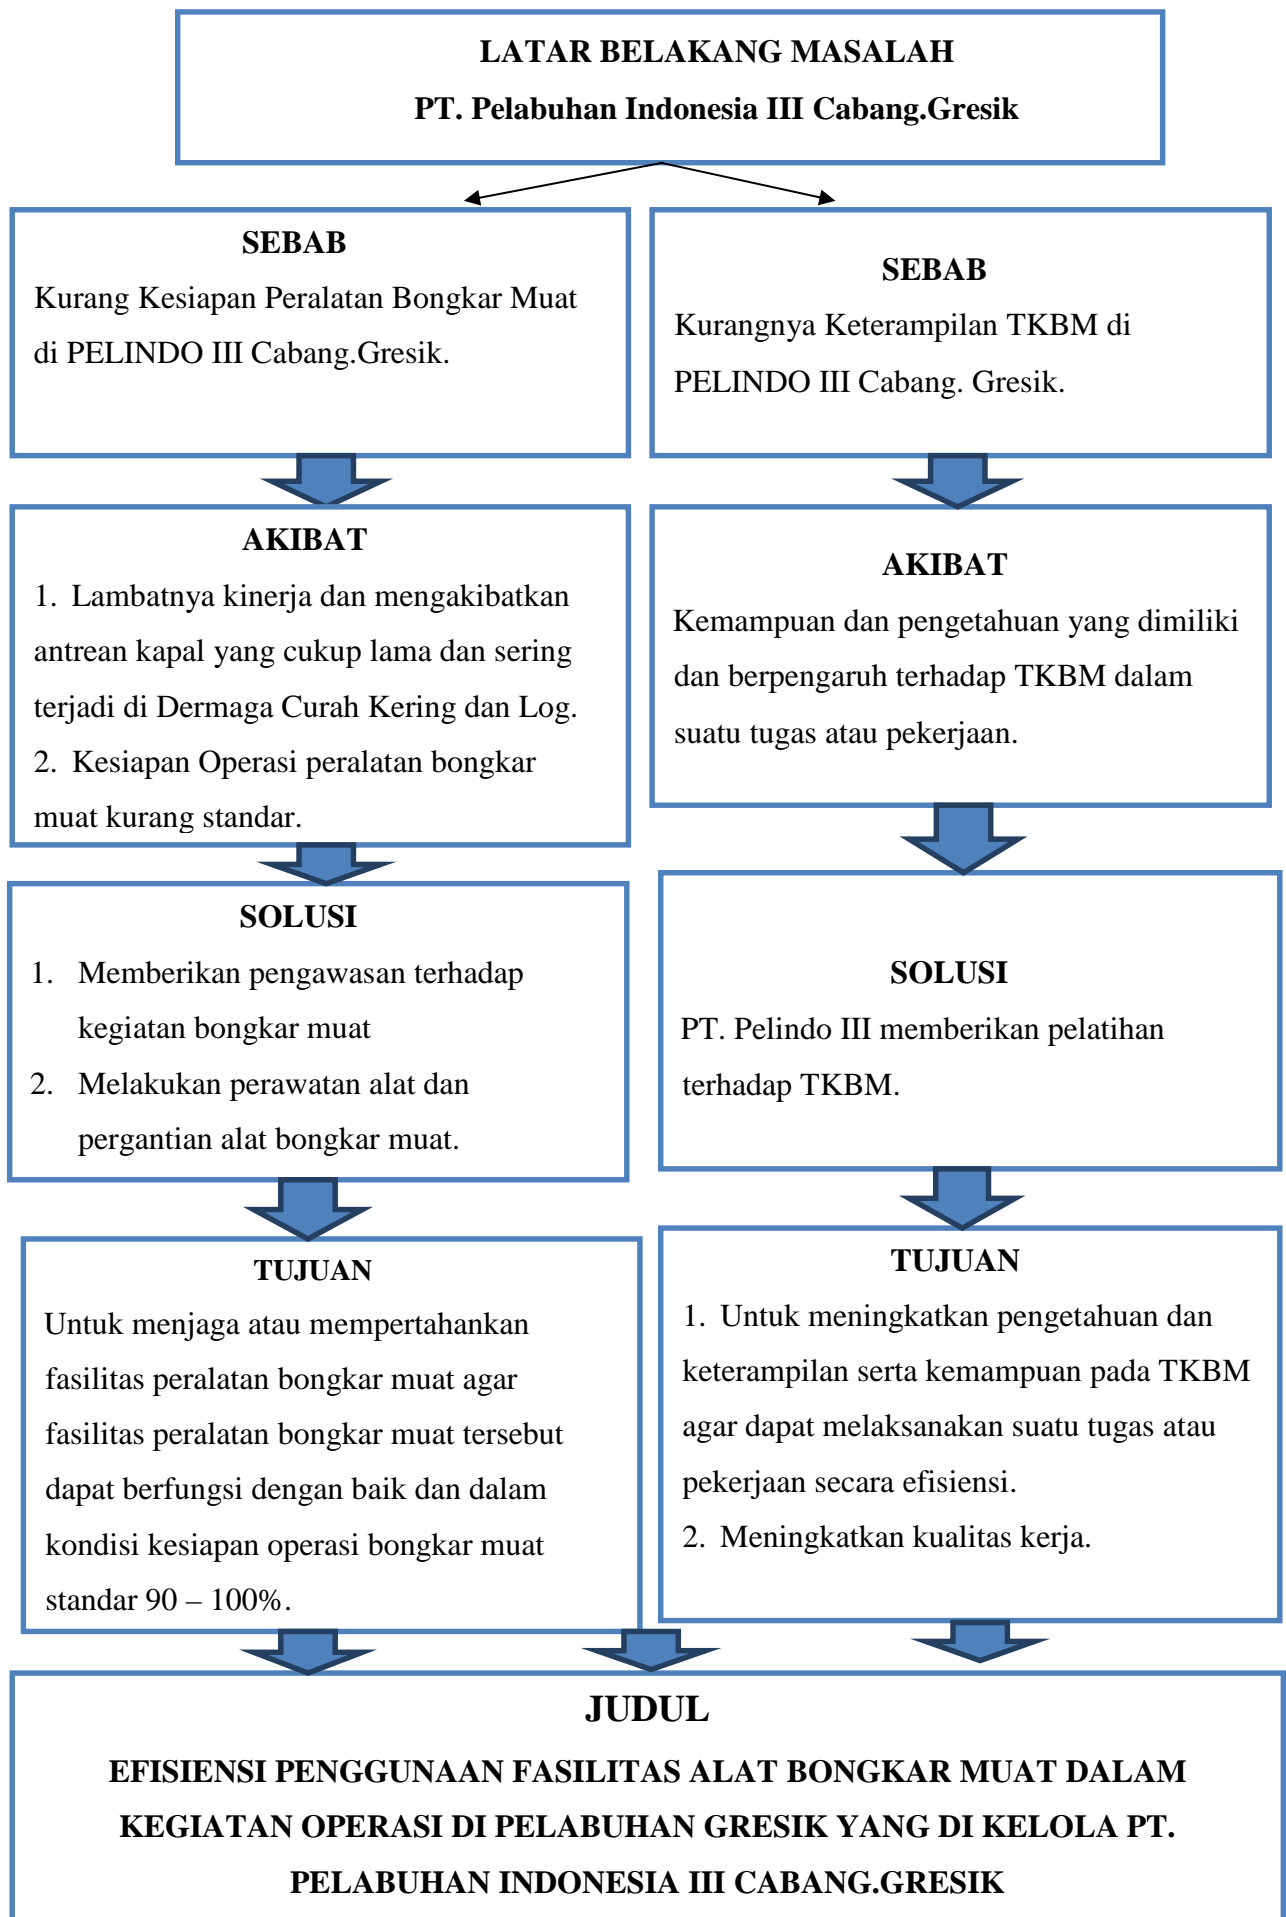 LATAR BELAKANG MASALAH
PT. Pelabuhan Indonesia III Cabang.Gresik
SEBAB
Kurang Kesiapan Peralatan Bongkar Muat
di PELINDO III Cabang.Gresik.
SEBAB
Kurangnya Keterampilan TKBM di
PELINDO III Cabang. Gresik.
AKIBAT
1. Lambatnya kinerja dan mengakibatkan
antrean kapal yang cukup lama dan sering
terjadi di Dermaga Curah Kering dan Log.
2. Kesiapan Operasi peralatan bongkar
muat kurang standar.
AKIBAT
Kemampuan dan pengetahuan yang dimiliki
dan berpengaruh terhadap TKBM dalam
suatu tugas atau pekerjaan.
SOLUSI
1. Memberikan pengawasan terhadap
kegiatan bongkar muat
2. Melakukan perawatan alat dan
pergantian alat bongkar muat.
SOLUSI
PT. Pelindo III memberikan pelatihan
terhadap TKBM.
TUJUAN
Untuk menjaga atau mempertahankan
fasilitas peralatan bongkar muat agar
fasilitas peralatan bongkar muat tersebut
dapat berfungsi dengan baik dan dalam
kondisi kesiapan operasi bongkar muat
standar 90 – 100%.
TUJUAN
1. Untuk meningkatkan pengetahuan dan
keterampilan serta kemampuan pada TKBM
agar dapat melaksanakan suatu tugas atau
pekerjaan secara efisiensi.
2. Meningkatkan kualitas kerja.
JUDUL
EFISIENSI PENGGUNAAN FASILITAS ALAT BONGKAR MUAT DALAM
KEGIATAN OPERASI DI PELABUHAN GRESIK YANG DI KELOLA PT.
PELABUHAN INDONESIA III CABANG.GRESIK